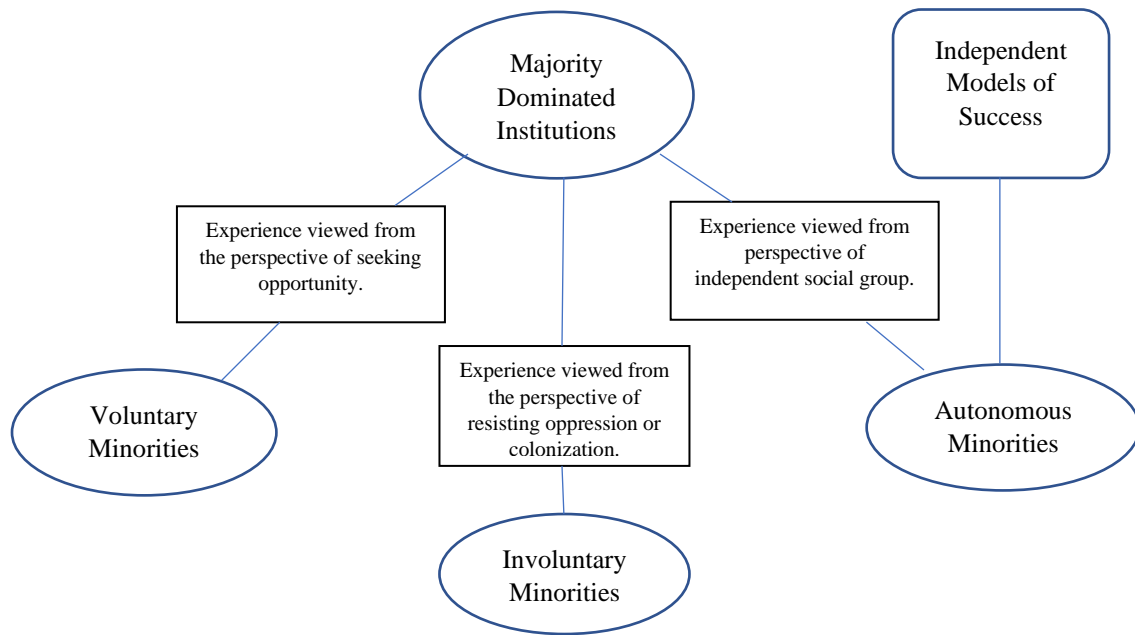 Majority
Dominated
Institutions
Independent
Models of
Success
Experience viewed from
the perspective of seeking
opportunity.
Experience viewed from
perspective of
independent social group.
Experience viewed from
the perspective of
resisting oppression or
colonization.
Voluntary
Minorities
Autonomous
Minorities
Involuntary
Minorities